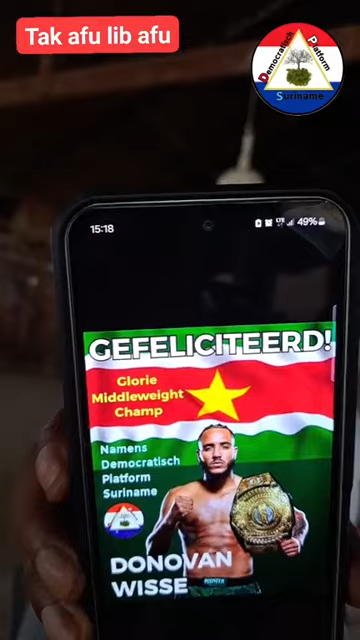 Tak afu lib afu
Democratisch
Platform
Suriname
15:18
LTE
49%
GEFELICITEERD!
Glorie
Middleweight
Champ
Namens
Democratisch
Platform
Suriname
DONOVAN
WISSE